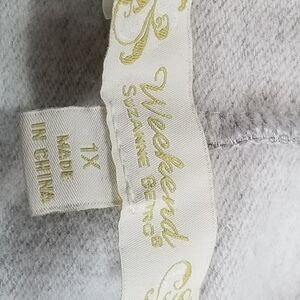 Weekend
SUZANNE BETRO
1X
MADE
IN CHINA